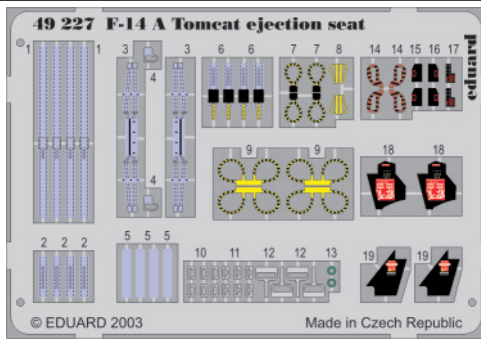 49 227 F-14 A Tomcat ejection seat
eduard
1 1 3 3 6 6 7 7 8 14 14 15 16 17
4
4
9 9 18 18
2 2 2 5 5 5 10 11 12 12 13 19 19
© EDUARD 2003 Made in Czech Republic